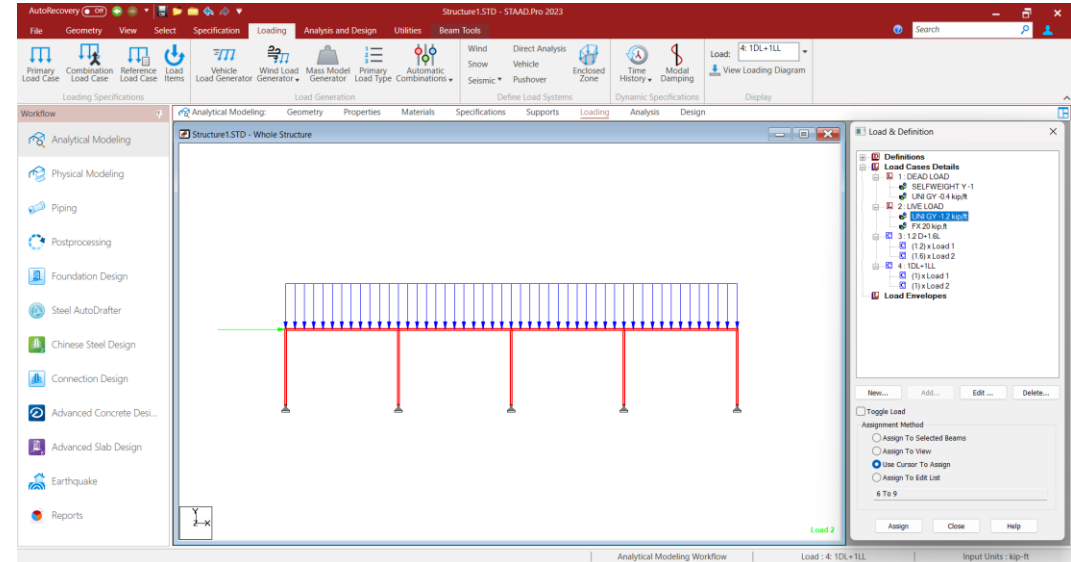 AutoRecovery Off Structure1.STD - STAAD.Pro 2023
File Geometry View Select Specification Loading Analysis and Design Utilities Beam Tools Search
Primary Load Case Combination Load Case Reference Load Case Load Items Vehicle Load Generator Wind Load Generator Mass Model Generator Primary Load Type Automatic Combinations Wind Snow Seismic Direct Analysis Vehicle Pushover Enclosed Zone Time History Modal Damping Load: 4: 1DL+1LL View Loading Diagram
Loading Specifications Load Generation Define Load Systems Dynamic Specifications Display
Workflow
Analytical Modeling: Geometry Properties Materials Specifications Supports Loading Analysis Design
Analytical Modeling
Physical Modeling
Piping
Postprocessing
Foundation Design
Steel AutoDrafter
Chinese Steel Design
Connection Design
Advanced Concrete Desi...
Advanced Slab Design
Earthquake
Reports
Structure1.STD - Whole Structure
Y
Z X
Load 2
Load & Definition
Definitions
Load Cases Details
1 : DEAD LOAD
SELFWEIGHT Y -1
UNI GY -0.4 kip/ft
2 : LIVE LOAD
UNI GY -1.2 kip/ft
FX 20 kip,ft
3 : 1.2 D+1.6L
(1.2) x Load 1
(1.6) x Load 2
4 : 1DL+1LL
(1) x Load 1
(1) x Load 2
Load Envelopes
New... Add... Edit ... Delete...
Toggle Load
Assignment Method
Assign To Selected Beams
Assign To View
Use Cursor To Assign
Assign To Edit List
6 To 9
Assign Close Help
Analytical Modeling Workflow Load : 4: 1DL+1LL Input Units : kip-ft